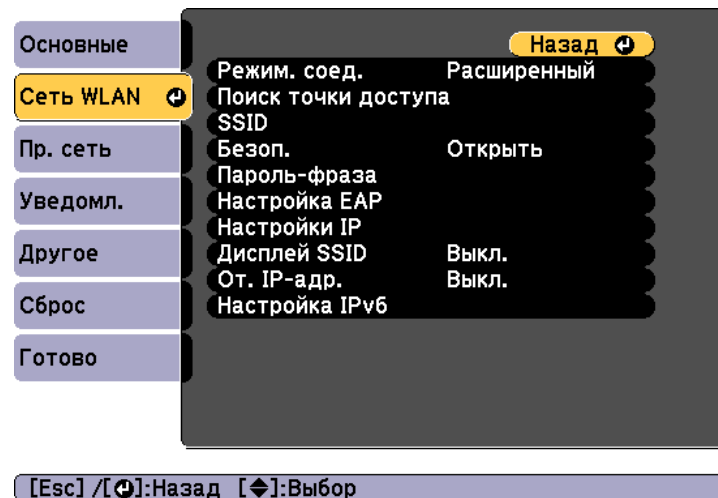 Основные
Сеть WLAN
Пр. сеть
Уведомл.
Другое
Сброс
Готово
Назад
Режим. соед. Расширенный
Поиск точки доступа
SSID
Безоп. Открыть
Пароль-фраза
Настройка EAP
Настройки IP
Дисплей SSID Выкл.
От. IP-адр. Выкл.
Настройка IPv6
[Esc] /[⏎]:Назад [◆]:Выбор